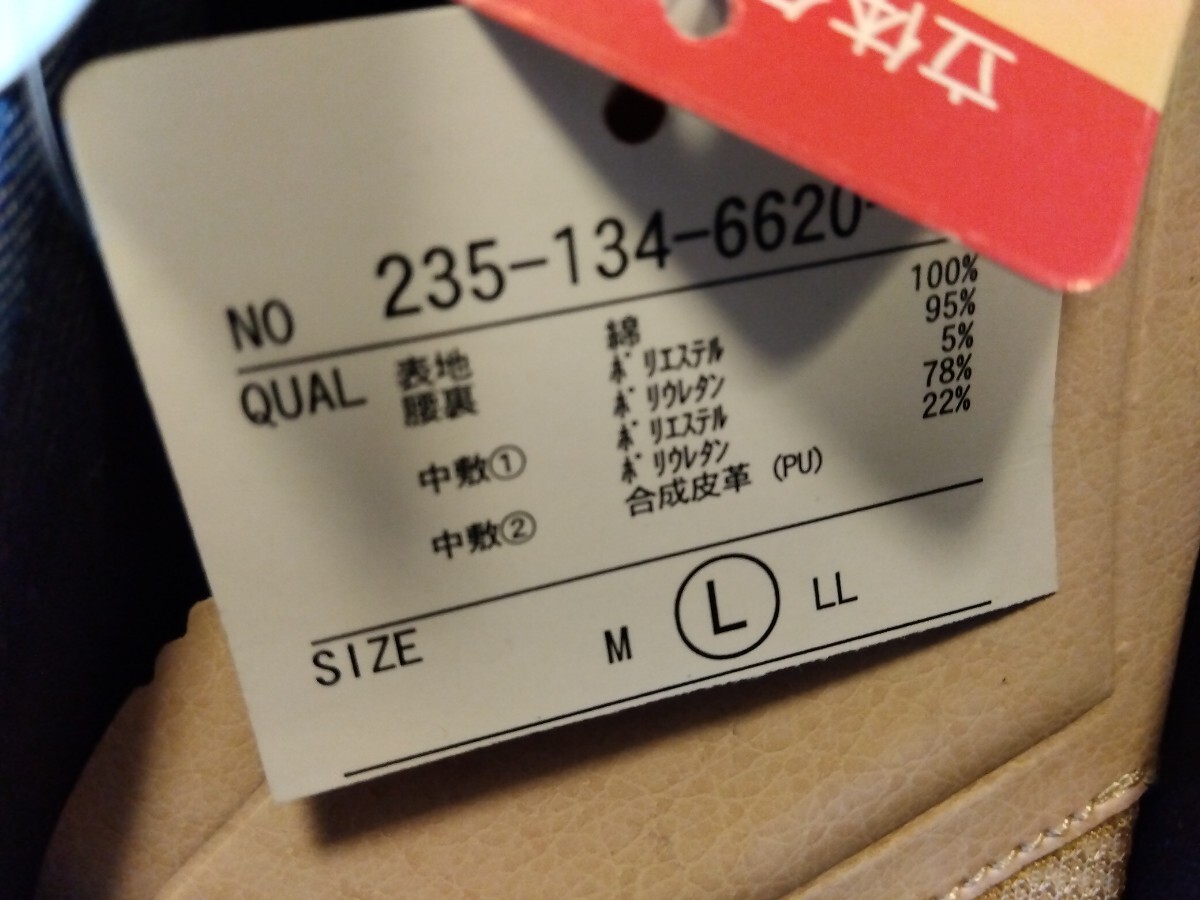 立体
NO 235-134-6620-
QUAL 表地 綿 100%
腰裏 ポリエステル 95%
ポリウレタン 5%
中敷① ポリエステル 78%
ポリウレタン 22%
中敷② 合成皮革 (PU)
SIZE M L LL